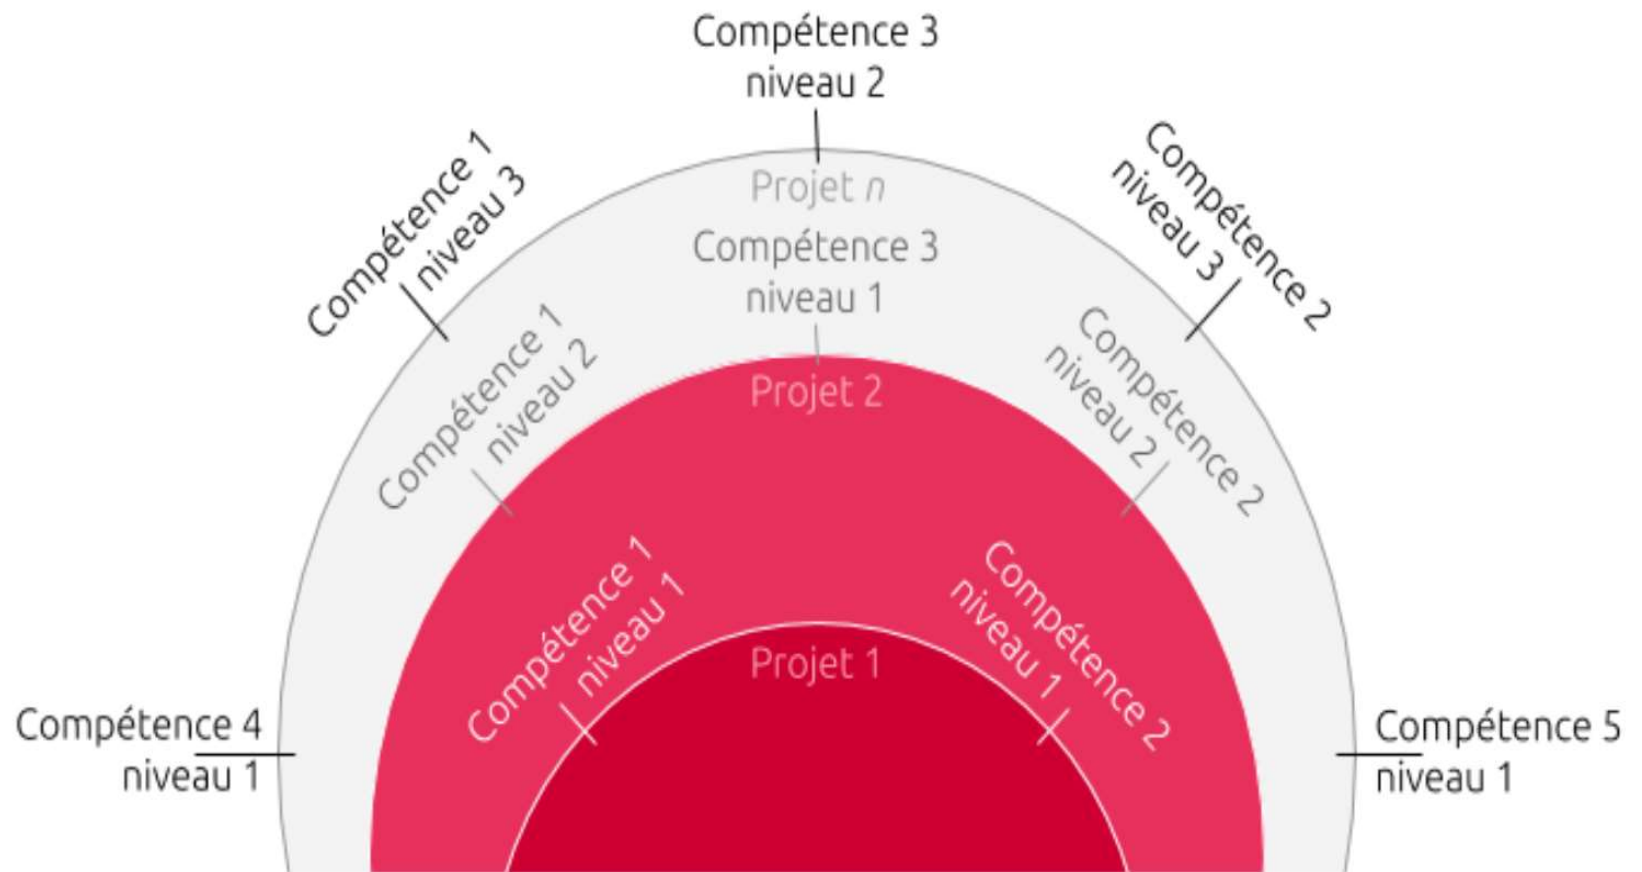 Compétence 3
niveau 2
Compétence 1
niveau 3
Compétence 2
niveau 3
Projet n
Compétence 3
niveau 1
Compétence 1
niveau 2
Compétence 2
niveau 2
Projet 2
Compétence 1
niveau 1
Compétence 2
niveau 1
Projet 1
Compétence 4
niveau 1
Compétence 5
niveau 1